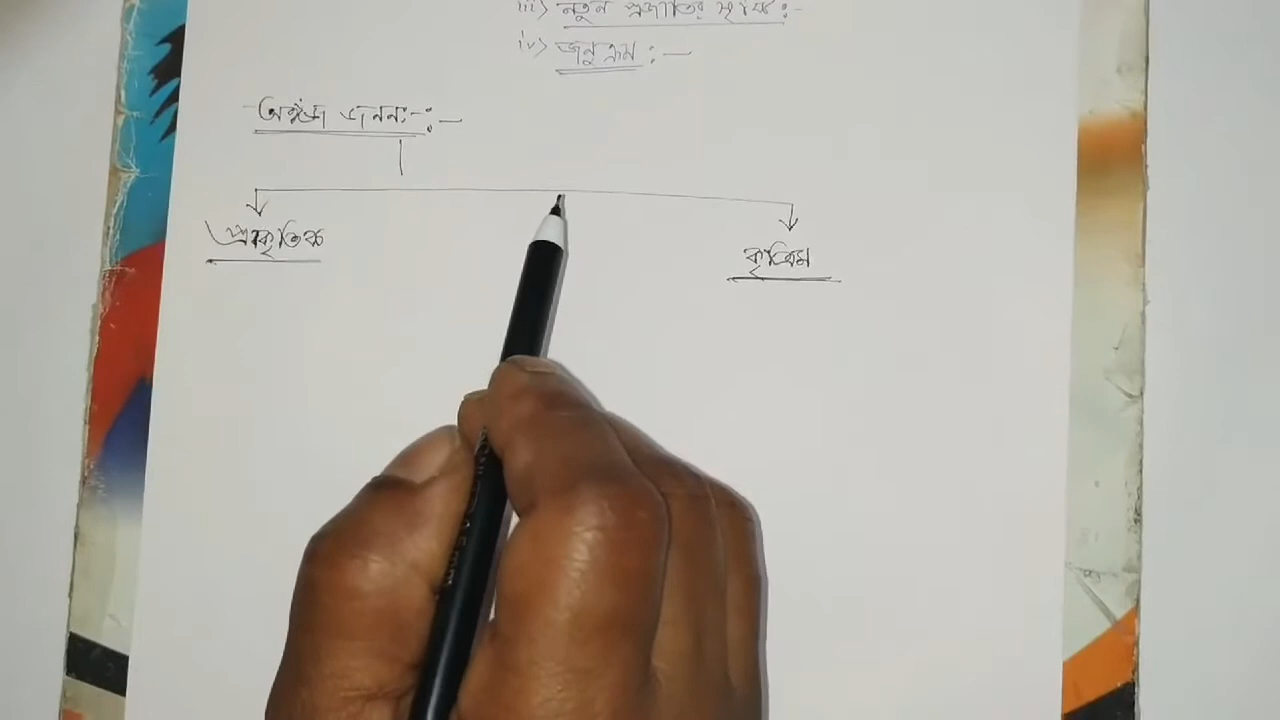 iii) নতুন প্রজাতির সৃষ্টি :-
iv) জনুক্রম :—
অঙ্গজ জনন :—
প্রাকৃতিক
কৃত্রিম